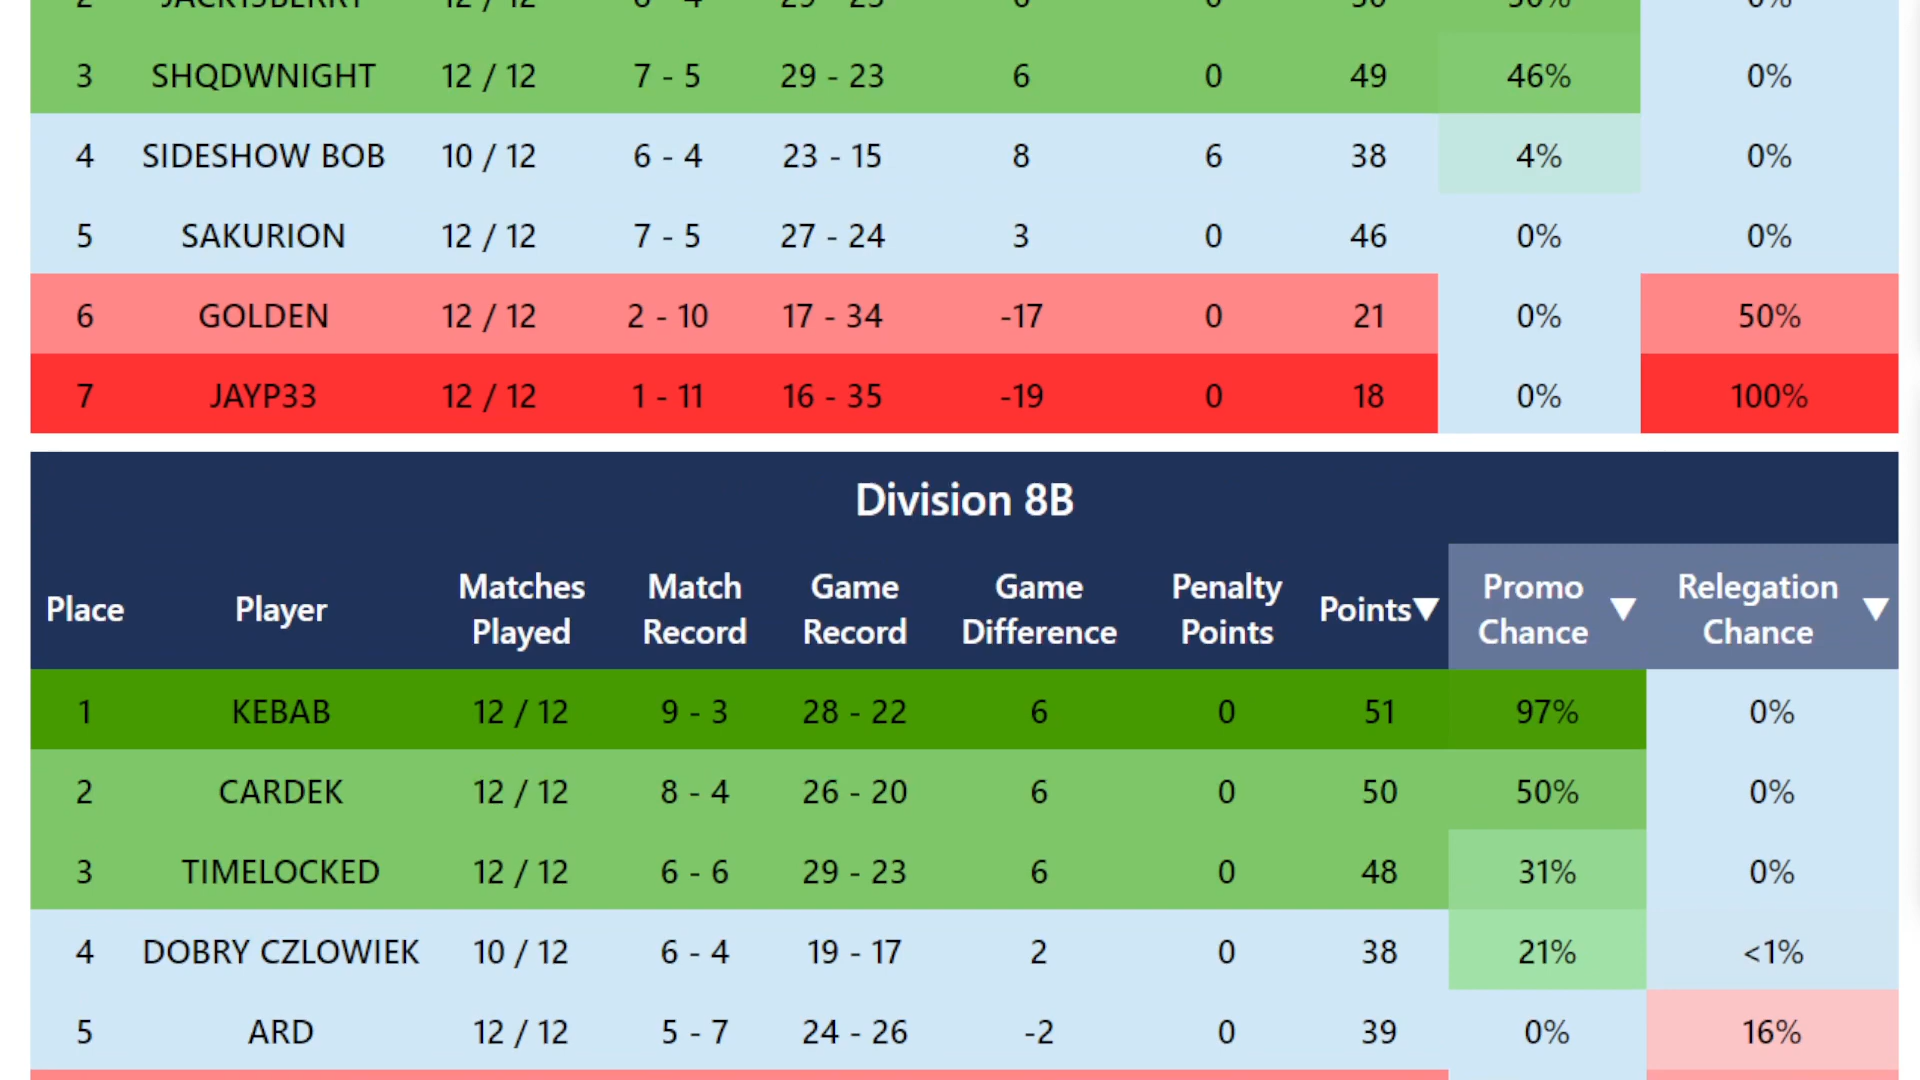 3 SHQDWNIGHT 12 / 12 7 - 5 29 - 23 6 0 49 46% 0%
4 SIDESHOW BOB 10 / 12 6 - 4 23 - 15 8 6 38 4% 0%
5 SAKURION 12 / 12 7 - 5 27 - 24 3 0 46 0% 0%
6 GOLDEN 12 / 12 2 - 10 17 - 34 -17 0 21 0% 50%
7 JAYP33 12 / 12 1 - 11 16 - 35 -19 0 18 0% 100%
Division 8B
Place Player Matches Played Match Record Game Record Game Difference Penalty Points Points▼ Promo Chance ▼ Relegation Chance ▼
1 KEBAB 12 / 12 9 - 3 28 - 22 6 0 51 97% 0%
2 CARDEK 12 / 12 8 - 4 26 - 20 6 0 50 50% 0%
3 TIMELOCKED 12 / 12 6 - 6 29 - 23 6 0 48 31% 0%
4 DOBRY CZLOWIEK 10 / 12 6 - 4 19 - 17 2 0 38 21% <1%
5 ARD 12 / 12 5 - 7 24 - 26 -2 0 39 0% 16%